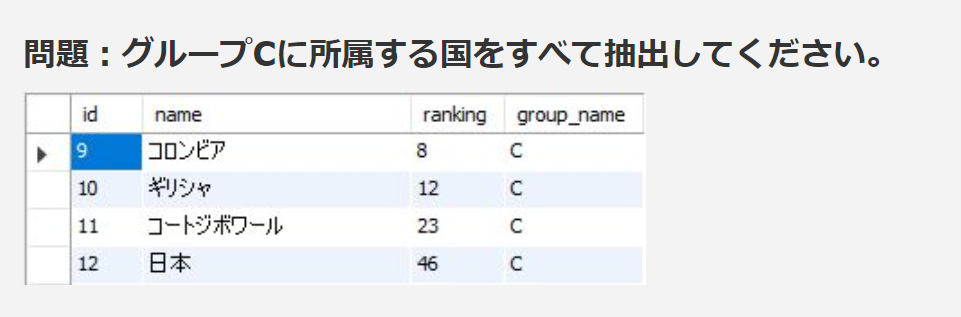 問題：グループCに所属する国をすべて抽出してください。
id name ranking group_name
9 コロンビア 8 C
10 ギリシャ 12 C
11 コートジボワール 23 C
12 日本 46 C